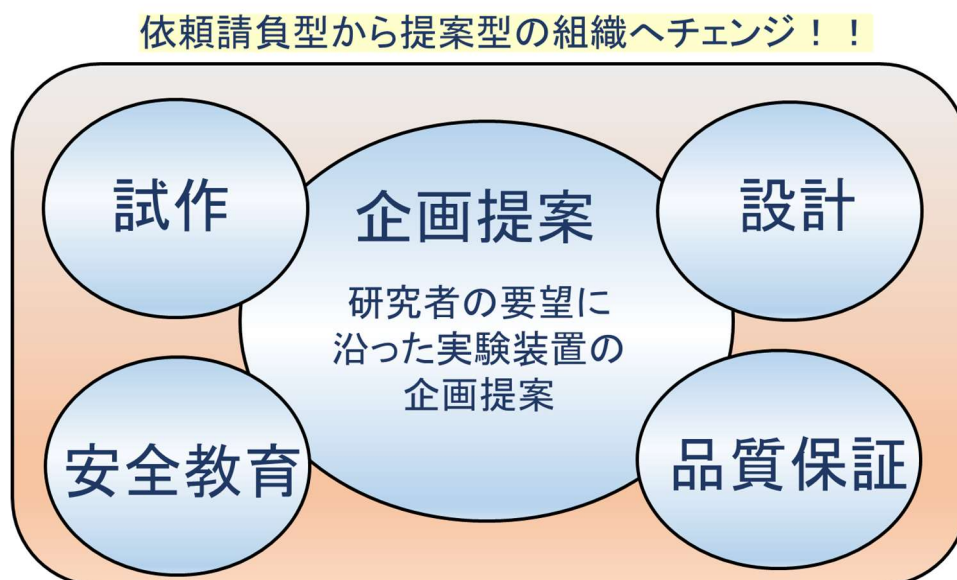 依頼請負型から提案型の組織へチェンジ！！
試作
企画提案
設計
研究者の要望に
沿った実験装置の
企画提案
安全教育
品質保証